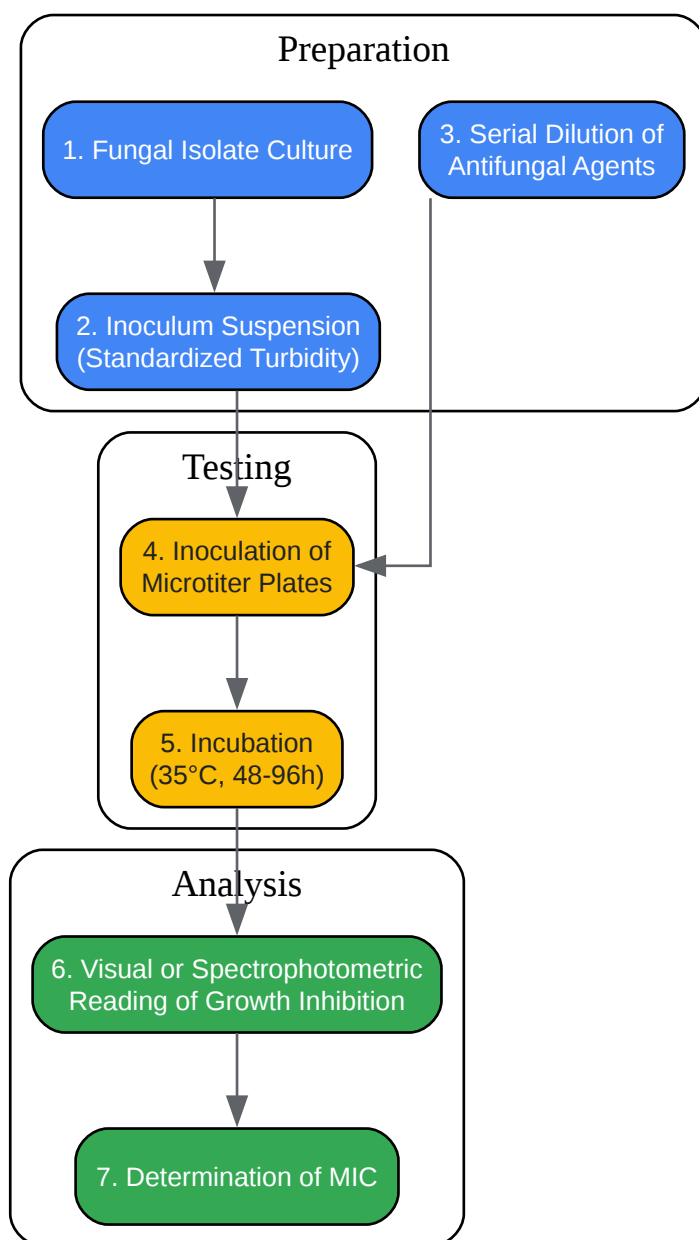 Preparation
1. Fungal Isolate Culture
3. Serial Dilution of
Antifungal Agents
2. Inoculum Suspension
(Standardized Turbidity)
Testing
4. Inoculation of
Microtiter Plates
5. Incubation
(35°C, 48-96h)
Analysis
6. Visual or Spectrophotometric
Reading of Growth Inhibition
7. Determination of MIC